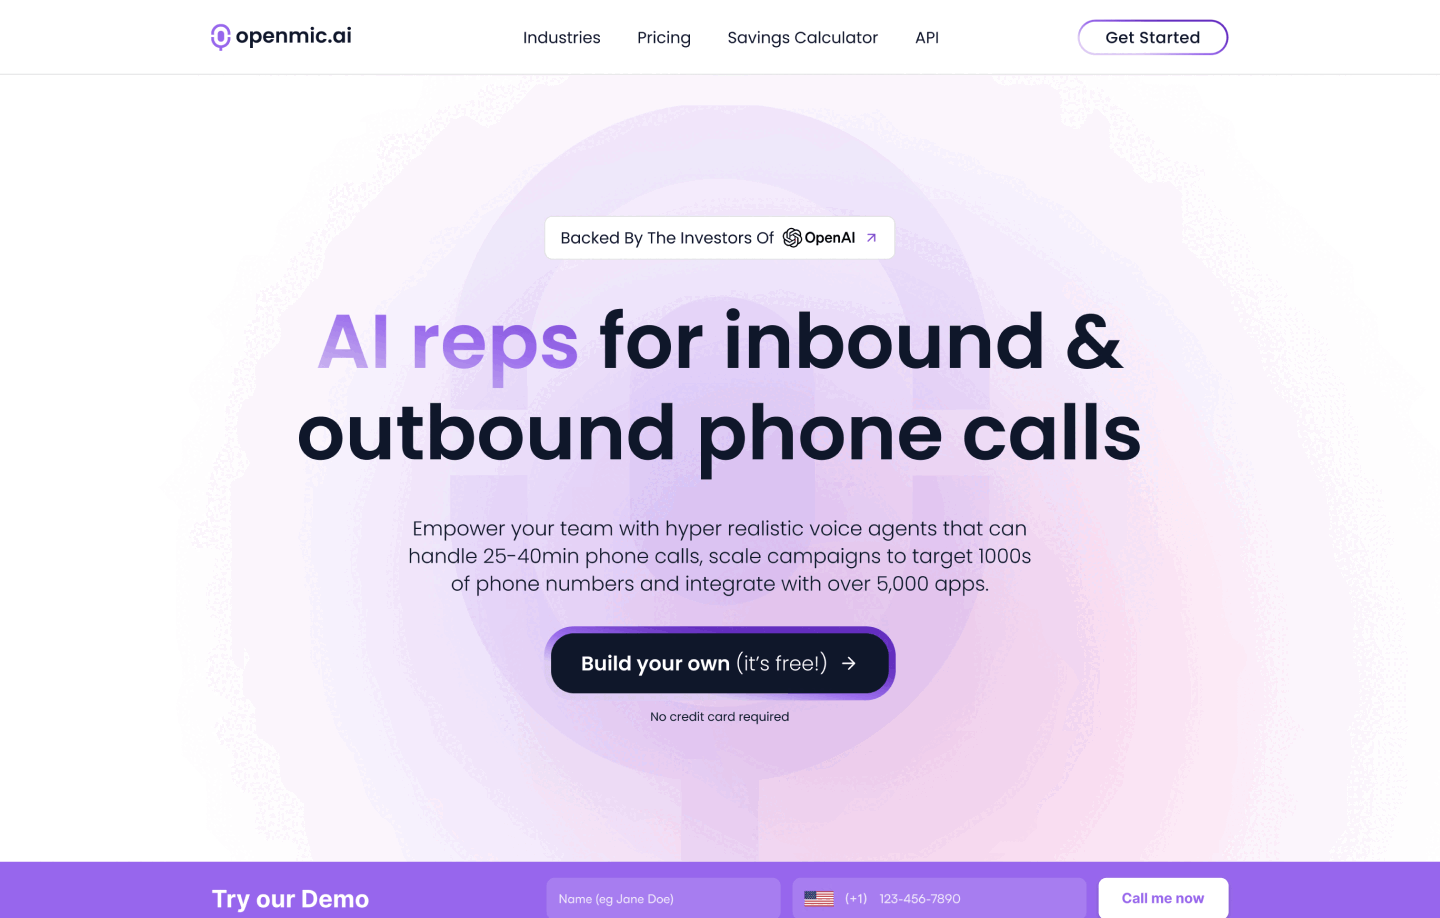 openmic.ai
Industries
Pricing
Savings Calculator
API
Get Started
Backed By The Investors Of OpenAI
AI reps for inbound &
outbound phone calls
Empower your team with hyper realistic voice agents that can
handle 25-40min phone calls, scale campaigns to target 1000s
of phone numbers and integrate with over 5,000 apps.
Build your own (it's free!)
No credit card required
Try our Demo
Name (eg Jane Doe)
(+1) 123-456-7890
Call me now